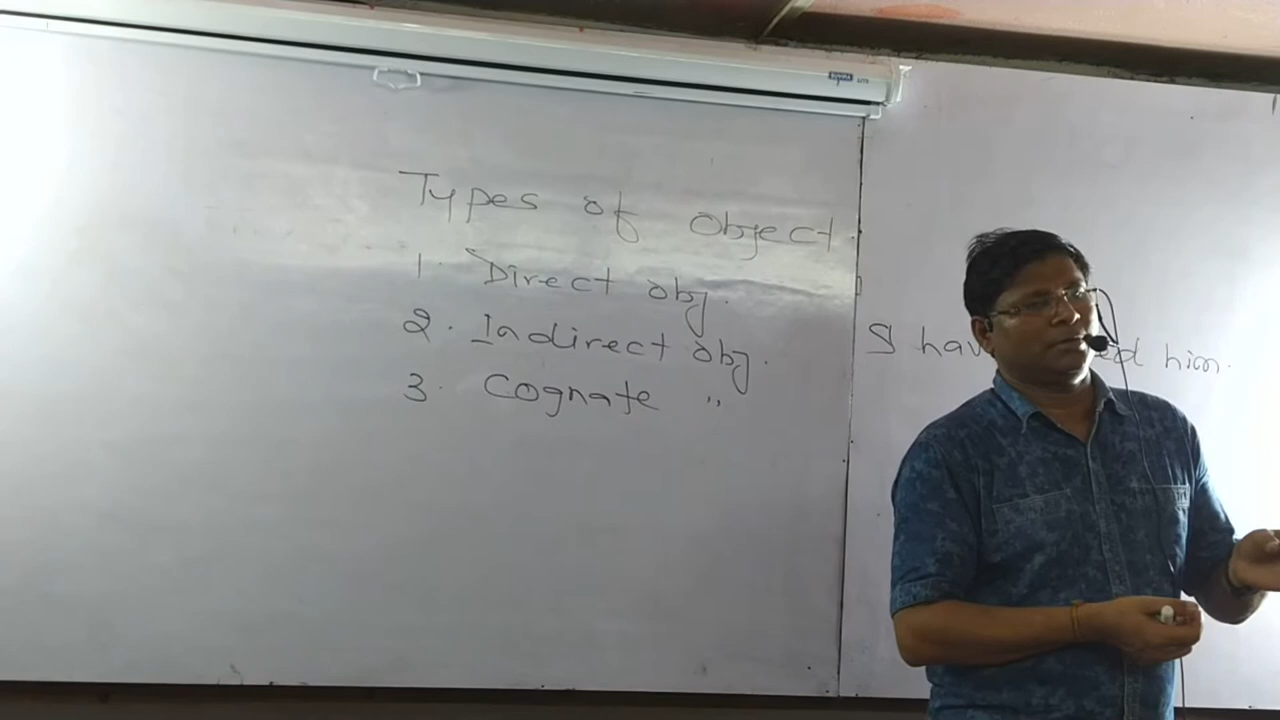 Types of Object
1. Direct obj.
2. Indirect obj.
3. Cognate "
I have him.